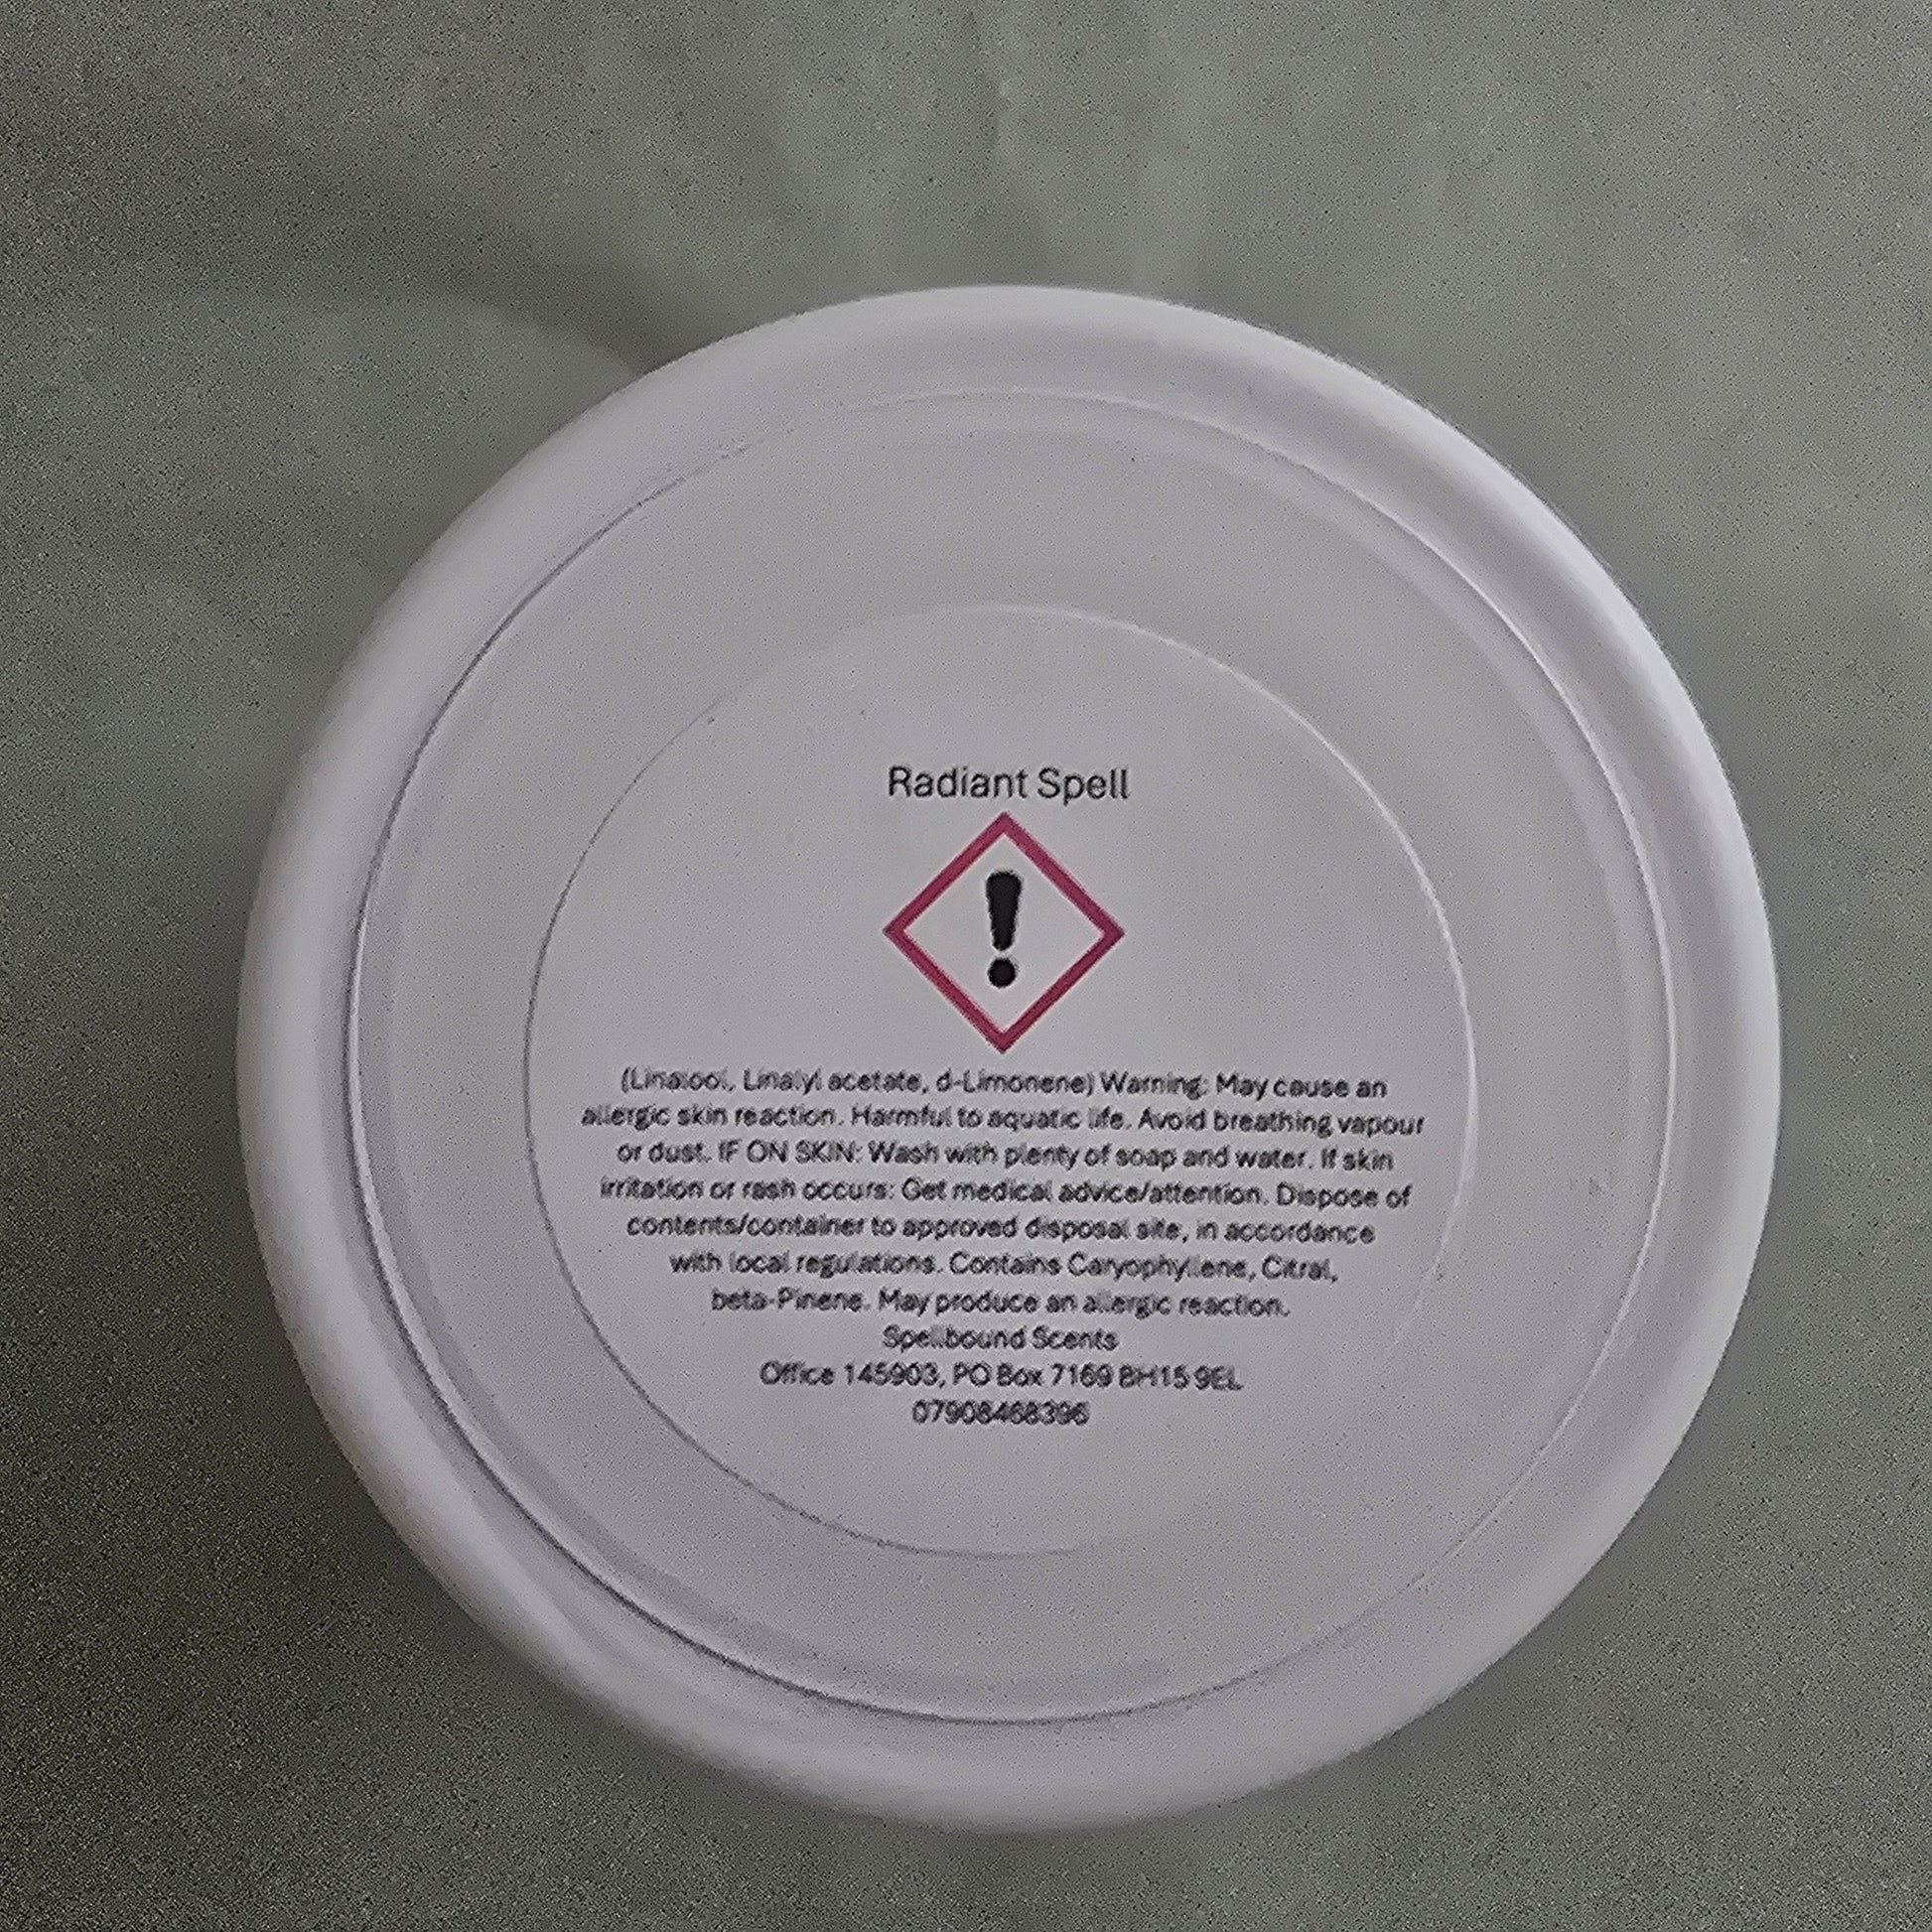 Radiant Spell
(Linalool, Linalyl acetate, d-Limonene) Warning: May cause an
allergic skin reaction. Harmful to aquatic life. Avoid breathing vapour
or dust. IF ON SKIN: Wash with plenty of soap and water. If skin
irritation or rash occurs: Get medical advice/attention. Dispose of
contents/container to approved disposal site, in accordance
with local regulations. Contains Caryophyllene, Citral,
beta-Pinene. May produce an allergic reaction.
Spellbound Scents
Office 145903, PO Box 7169 BH15 9EL
07908468396